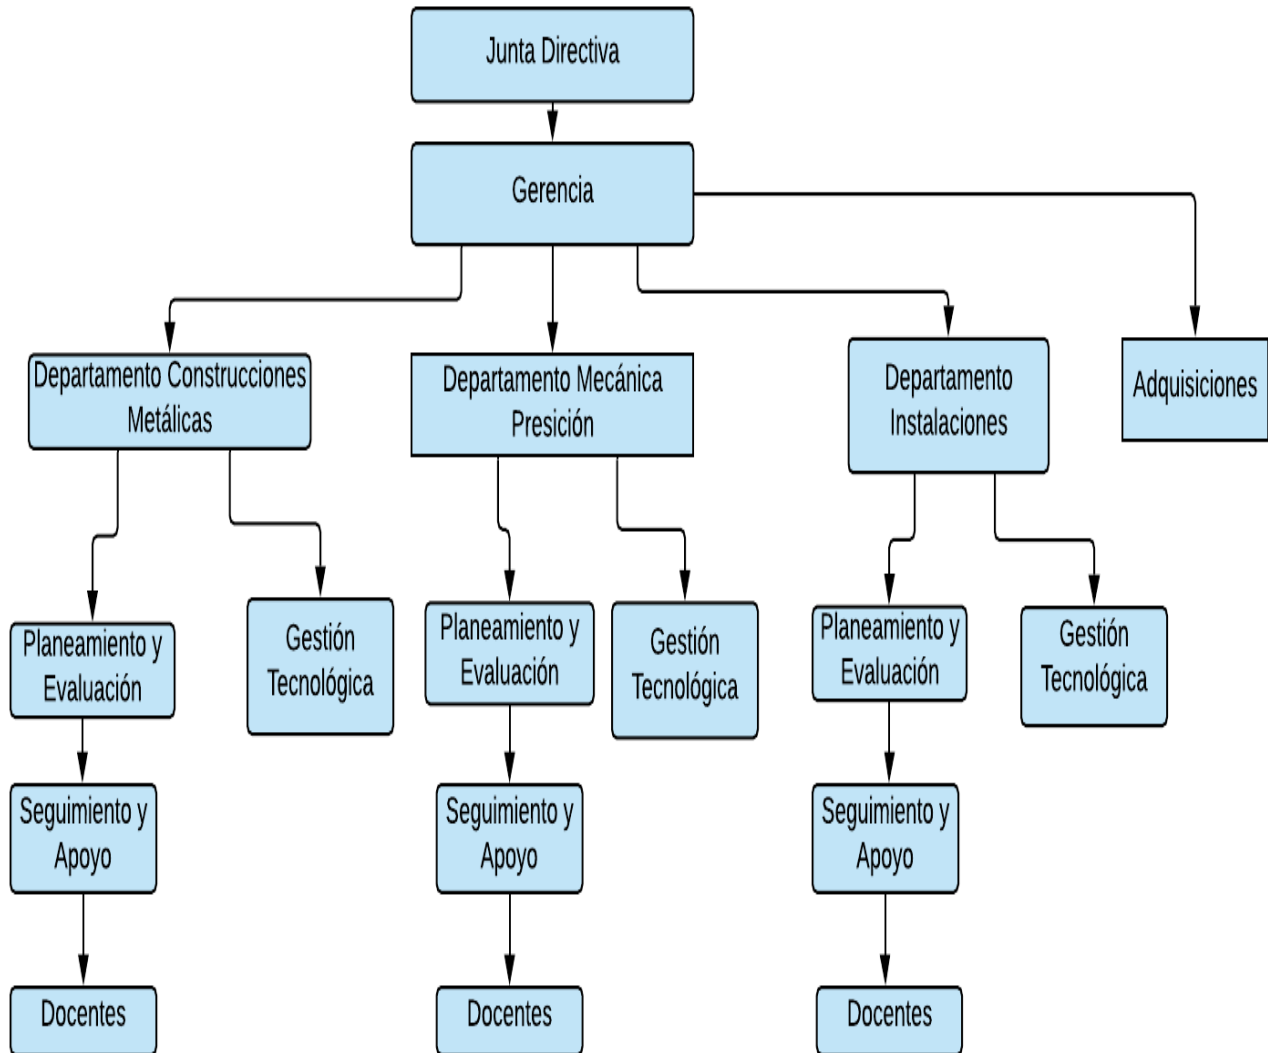 Junta Directiva
Gerencia
Departamento Construcciones
Metálicas
Departamento Mecánica
Presición
Departamento
Instalaciones
Adquisiciones
Planeamiento y
Evaluación
Gestión
Tecnológica
Planeamiento y
Evaluación
Gestión
Tecnológica
Planeamiento y
Evaluación
Gestión
Tecnológica
Seguimiento y
Apoyo
Seguimiento y
Apoyo
Seguimiento y
Apoyo
Docentes
Docentes
Docentes